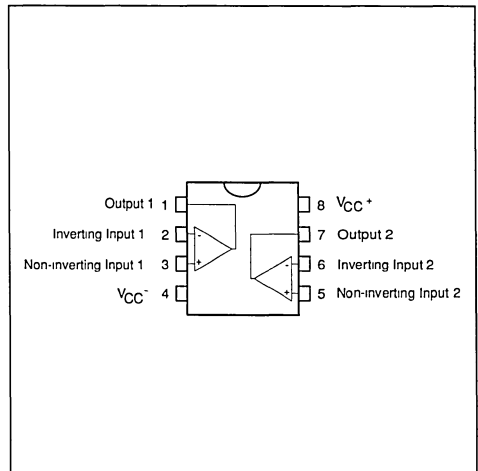 Output 1 1
Inverting Input 1 2
Non-inverting Input 1 3
VCC- 4
8 VCC+
7 Output 2
6 Inverting Input 2
5 Non-inverting Input 2
-
+
-
+